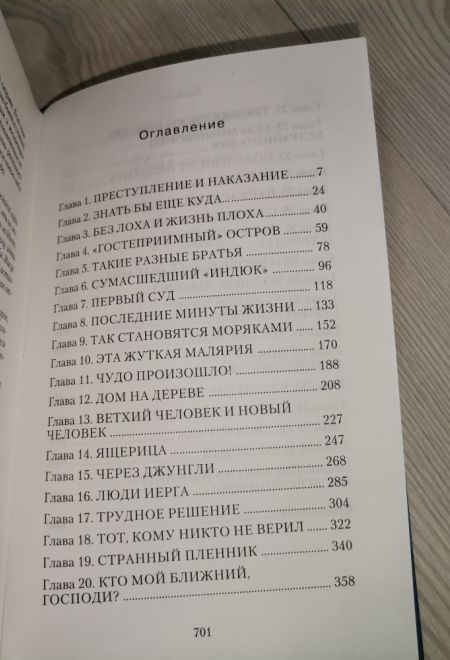 Оглавление
Глава 1. ПРЕСТУПЛЕНИЕ И НАКАЗАНИЕ..........7
Глава 2. ЗНАТЬ БЫ ЕЩЕ КУДА...................24
Глава 3. БЕЗ ЛОХА И ЖИЗНЬ ПЛОХА...............40
Глава 4. «ГОСТЕПРИИМНЫЙ» ОСТРОВ..............59
Глава 5. ТАКИЕ РАЗНЫЕ БРАТЬЯ....................78
Глава 6. СУМАСШЕДШИЙ «ИНДЮК»................96
Глава 7. ПЕРВЫЙ СУД...................................118
Глава 8. ПОСЛЕДНИЕ МИНУТЫ ЖИЗНИ..........133
Глава 9. ТАК СТАНОВЯТСЯ МОРЯКАМИ............152
Глава 10. ЭТА ЖУТКАЯ МАЛЯРИЯ...................170
Глава 11. ЧУДО ПРОИЗОШЛО!.......................188
Глава 12. ДОМ НА ДЕРЕВЕ.............................208
Глава 13. ВЕТХИЙ ЧЕЛОВЕК И НОВЫЙ
ЧЕЛОВЕК....................................................227
Глава 14. ЯЩЕРИЦА.....................................247
Глава 15. ЧЕРЕЗ ДЖУНГЛИ...........................268
Глава 16. ЛЮДИ ИЕРГА.................................285
Глава 17. ТРУДНОЕ РЕШЕНИЕ........................304
Глава 18. ТОТ, КОМУ НИКТО НЕ ВЕРИЛ..........322
Глава 19. СТРАННЫЙ ПЛЕННИК.....................340
Глава 20. КТО МОЙ БЛИЖНИЙ,
ГОСПОДИ?..................................................358
701